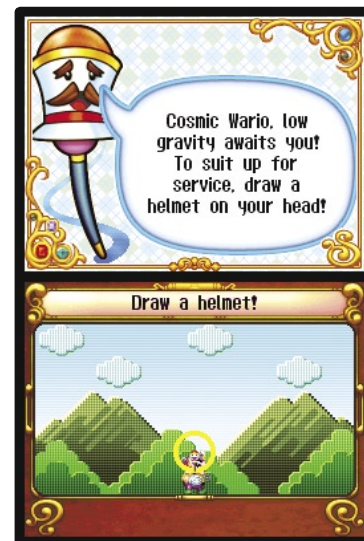 Cosmic Wario, low
gravity awaits you!
To suit up for
service, draw a
helmet on your head!
Draw a helmet!